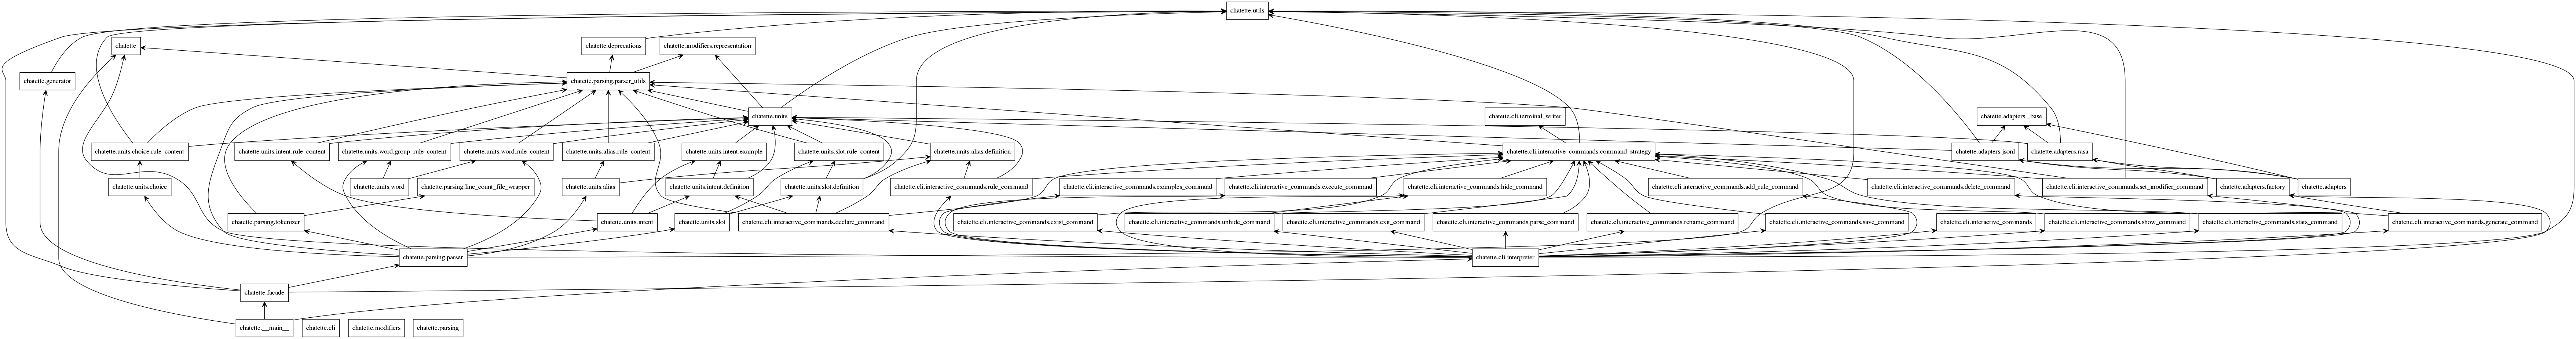 chatette.utils
chatette
chatette.deprecations
chatette.modifiers.representation
chatette.generator
chatette.parsing.parser_utils
chatette.units
chatette.cli.terminal_writer
chatette.adapters._base
chatette.units.choice.rule_content
chatette.units.intent.rule_content
chatette.units.word_group.rule_content
chatette.units.word.rule_content
chatette.units.alias.rule_content
chatette.units.intent.example
chatette.units.slot.rule_content
chatette.units.alias.definition
chatette.cli.interactive_commands.command_strategy
chatette.adapters.jsonl
chatette.adapters.rasa
chatette.units.choice
chatette.units.word
chatette.parsing.line_count_file_wrapper
chatette.units.alias
chatette.units.intent.definition
chatette.units.slot.definition
chatette.cli.interactive_commands.rule_command
chatette.cli.interactive_commands.examples_command
chatette.cli.interactive_commands.execute_command
chatette.cli.interactive_commands.hide_command
chatette.cli.interactive_commands.add_rule_command
chatette.cli.interactive_commands.delete_command
chatette.cli.interactive_commands.set_modifier_command
chatette.adapters.factory
chatette.adapters
chatette.parsing.tokenizer
chatette.units.intent
chatette.units.slot
chatette.cli.interactive_commands.declare_command
chatette.cli.interactive_commands.exist_command
chatette.cli.interactive_commands.unhide_command
chatette.cli.interactive_commands.exit_command
chatette.cli.interactive_commands.parse_command
chatette.cli.interactive_commands.rename_command
chatette.cli.interactive_commands.save_command
chatette.cli.interactive_commands
chatette.cli.interactive_commands.show_command
chatette.cli.interactive_commands.stats_command
chatette.cli.interactive_commands.generate_command
chatette.parsing.parser
chatette.cli.interpreter
chatette.facade
chatette.__main__
chatette.cli
chatette.modifiers
chatette.parsing